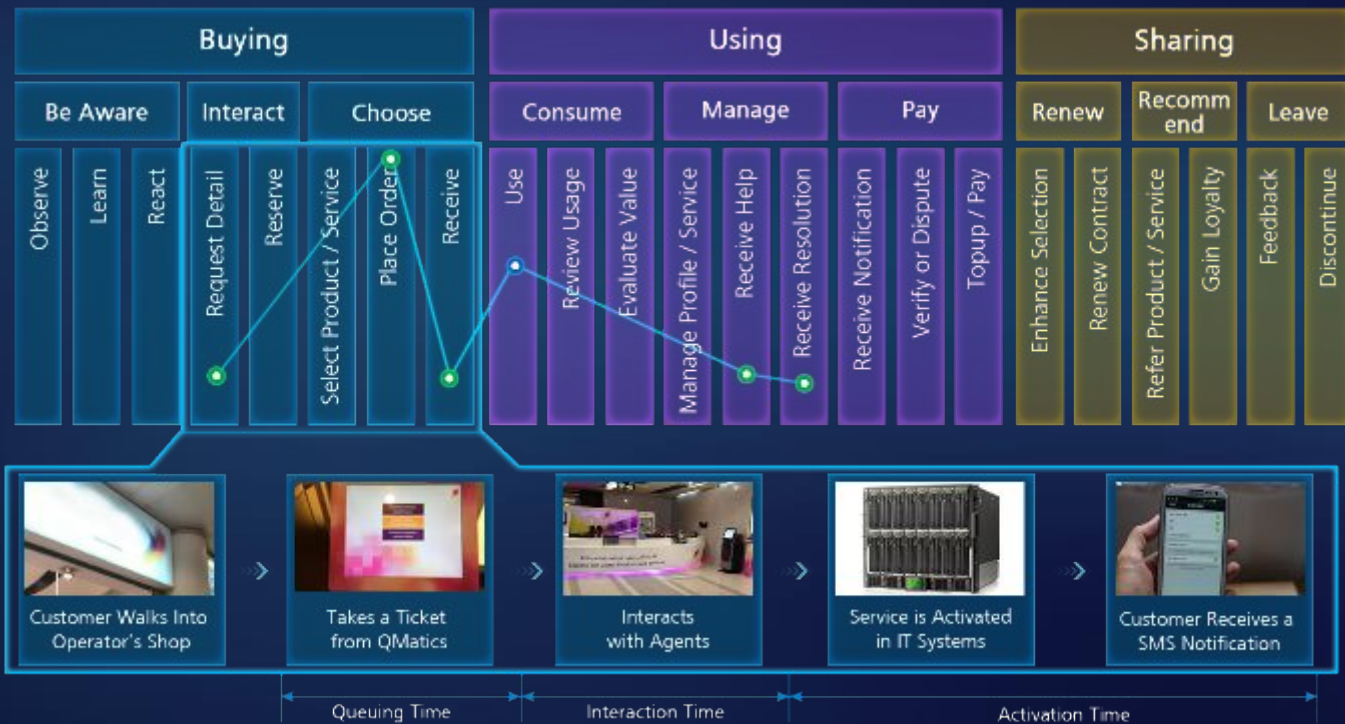 Buying
Using
Sharing
Be Aware
Interact
Choose
Consume
Manage
Pay
Renew
Recomm
end
Leave
Observe
Learn
React
Request Detail
Reserve
Select Product / Service
Place Order
Receive
Use
Review Usage
Evaluate Value
Manage Profile / Service
Receive Help
Receive Resolution
Receive Notification
Verify or Dispute
Topup / Pay
Enhance Selection
Renew Contract
Refer Product / Service
Gain Loyalty
Feedback
Discontinue
Customer Walks Into
Operator's Shop
Takes a Ticket
from QMatics
Interacts
with Agents
Service is Activated
in IT Systems
Customer Receives a
SMS Notification
Queuing Time
Interaction Time
Activation Time